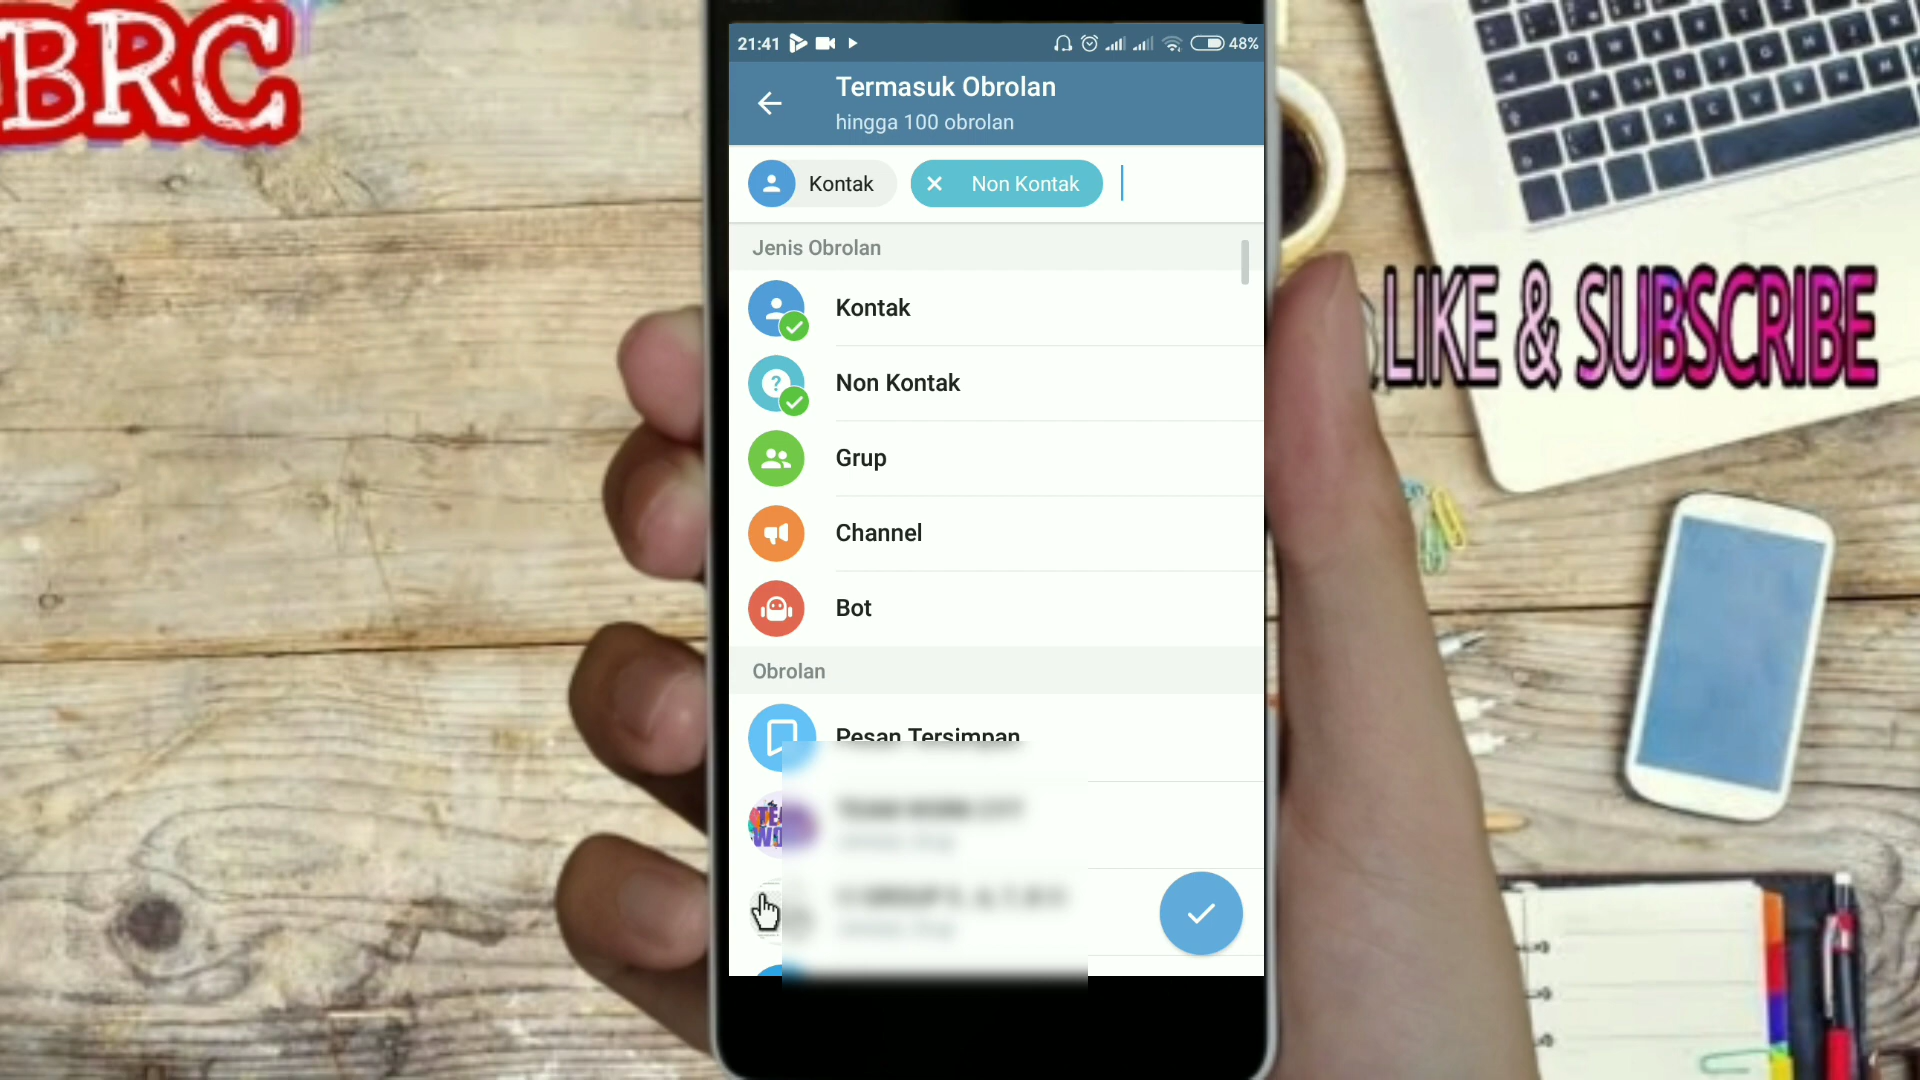 BRC
21:41
48%
Termasuk Obrolan
hingga 100 obrolan
Kontak
Non Kontak
Jenis Obrolan
Kontak
Non Kontak
Grup
Channel
Bot
Obrolan
Pesan Tersimpan
LIKE & SUBSCRIBE